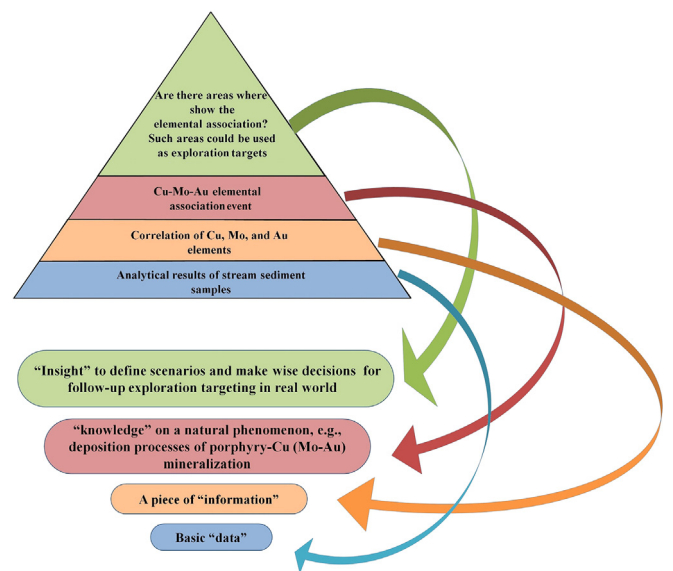 Are there areas where
show the
elemental association?
Such areas could be used
as exploration targets
Cu-Mo-Au elemental
association event
Correlation of Cu, Mo, and Au
elements
Analytical results of stream sediment
samples
“Insight” to define scenarios and make wise decisions for
follow-up exploration targeting in real
world
“knowledge” on a natural phenomenon, e.g.,
deposition processes of porphyry-Cu (Mo-Au)
mineralization
A piece of “information”
Basic “data”